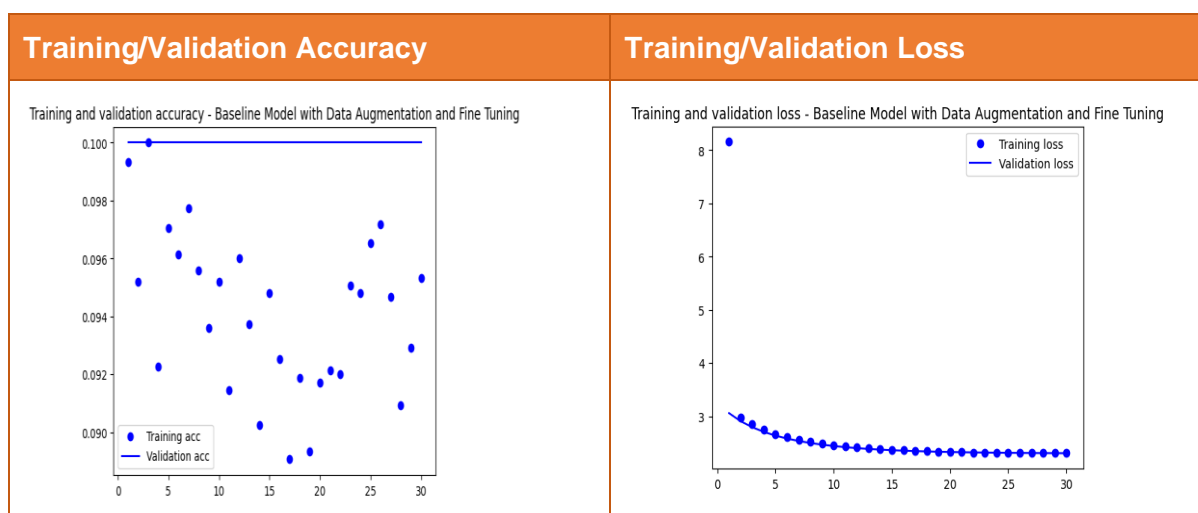 Training/Validation Accuracy
Training/Validation Loss
Training and validation accuracy - Baseline Model with Data Augmentation and Fine Tuning
0.100
0.098
0.096
0.094
0.092
0.090
Training acc
Validation acc
0 5 10 15 20 25 30
Training and validation loss - Baseline Model with Data Augmentation and Fine Tuning
8
7
6
5
4
3
Training loss
Validation loss
0 5 10 15 20 25 30